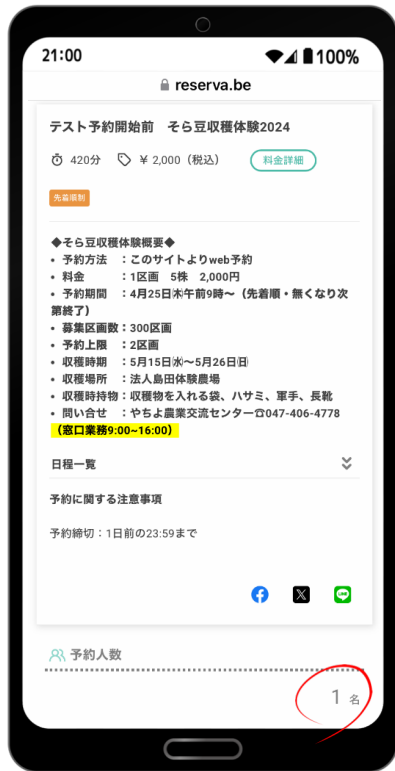 21:00 100%
reserva.be
テスト予約開始前 そら豆収穫体験2024
420分 ¥ 2,000（税込） 料金詳細
先着順制
◆そら豆収穫体験概要◆
• 予約方法 ：このサイトよりweb予約
• 料金 ：1区画 5株 2,000円
• 予約期間 ：4月25日㈭午前9時～（先着順・無くなり次
第終了）
• 募集区画数：300区画
• 予約上限 ：2区画
• 収穫時期 ：5月15日㈬～5月26日㈰
• 収穫場所 ：法人島田体験農場
• 収穫時持物：収穫物を入れる袋、ハサミ、軍手、長靴
• 問い合せ ：やちよ農業交流センター☎047-406-4778
（窓口業務9:00~16:00）
日程一覧
予約に関する注意事項
予約締切：1日前の23:59まで
予約人数
1 名